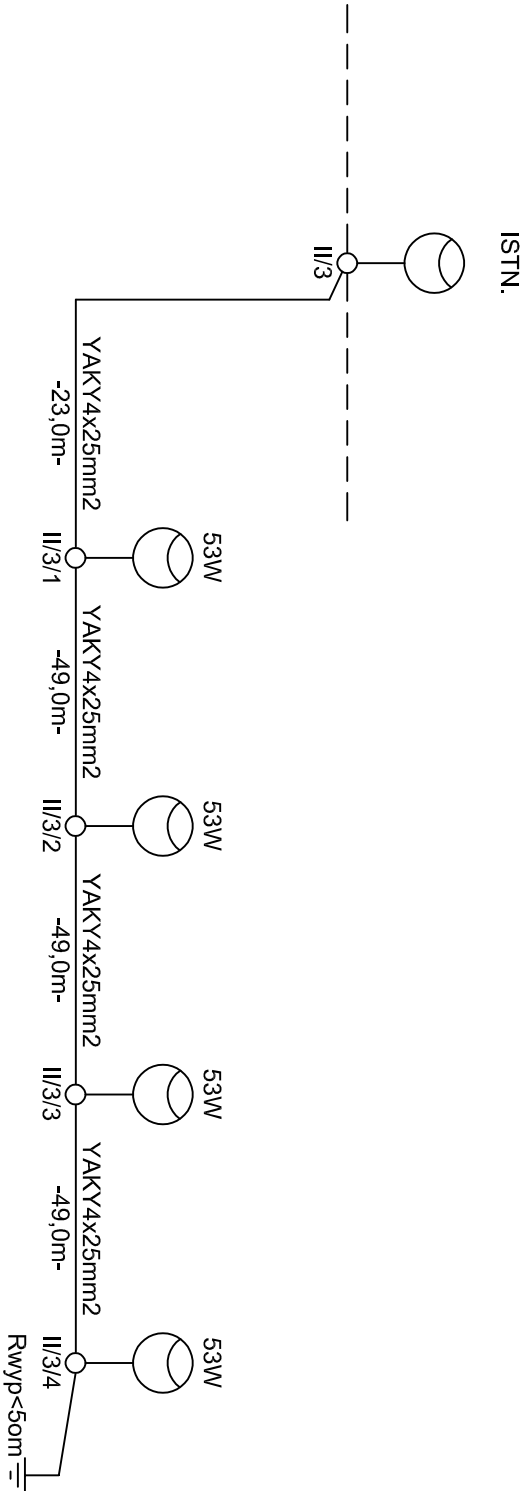 ISTN.
II/3
YAKY4x25mm2
-23,0m-
53W
II/3/1
YAKY4x25mm2
-49,0m-
53W
II/3/2
YAKY4x25mm2
-49,0m-
53W
II/3/3
YAKY4x25mm2
-49,0m-
53W
II/3/4
Rwyp<5om